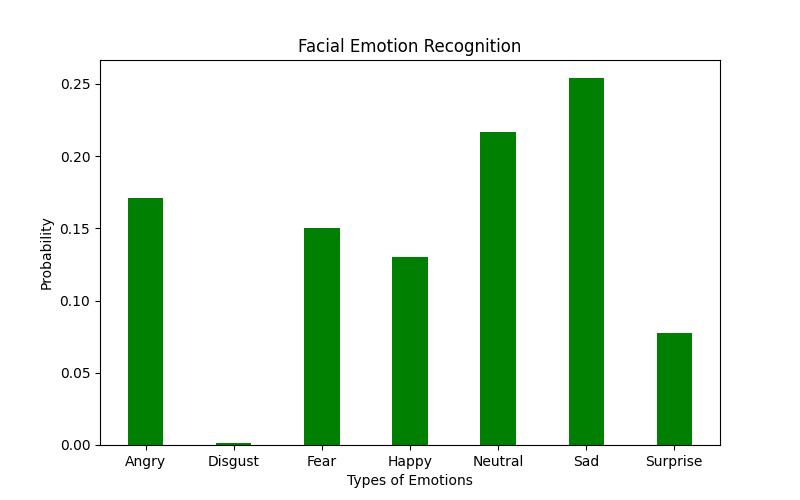 Facial Emotion Recognition
0.25
0.20
0.15
0.10
0.05
0.00
Probability
Angry Disgust Fear Happy Neutral Sad Surprise
Types of Emotions